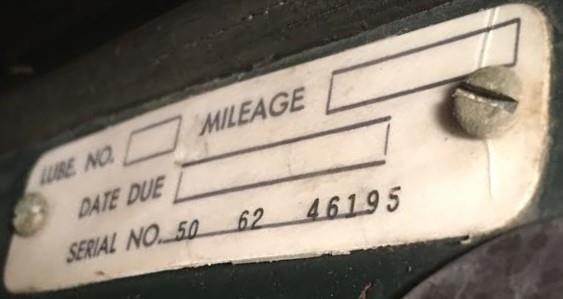 LUBE. NO. MILEAGE
DATE DUE
SERIAL NO. 50 62 46195